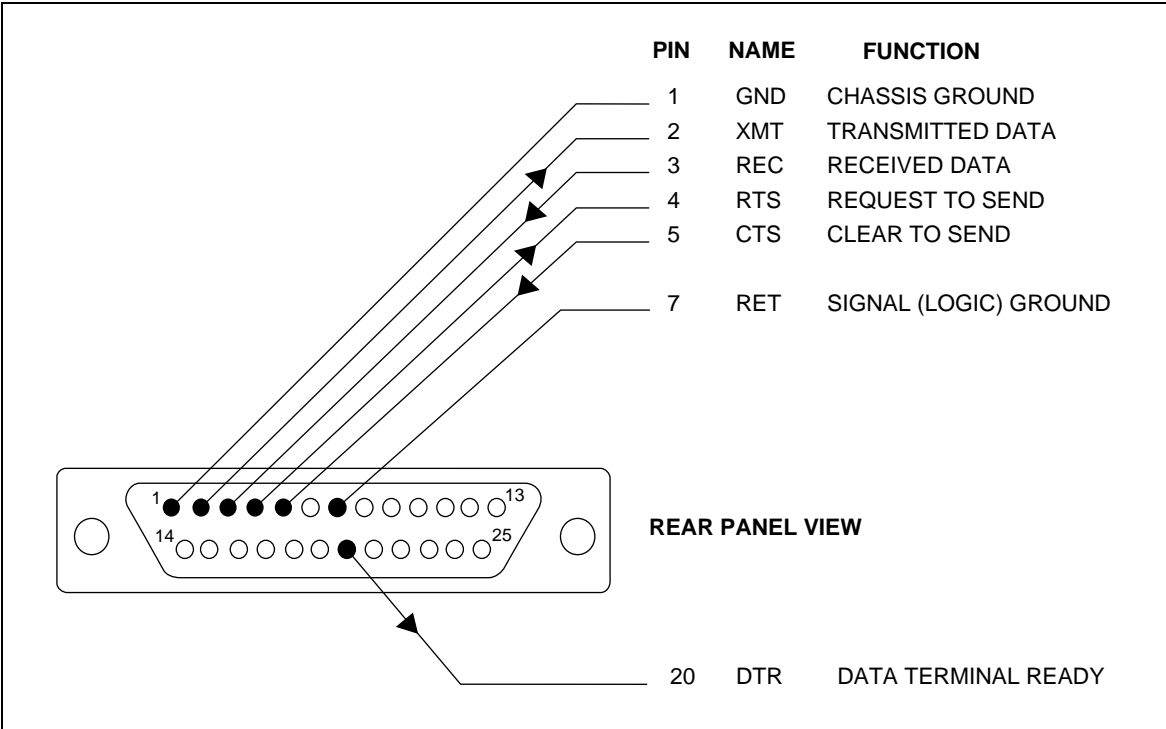 PIN NAME FUNCTION
1 GND CHASSIS GROUND
2 XMT TRANSMITTED DATA
3 REC RECEIVED DATA
4 RTS REQUEST TO SEND
5 CTS CLEAR TO SEND
7 RET SIGNAL (LOGIC) GROUND
1 13
14 25
REAR PANEL VIEW
20 DTR DATA TERMINAL READY